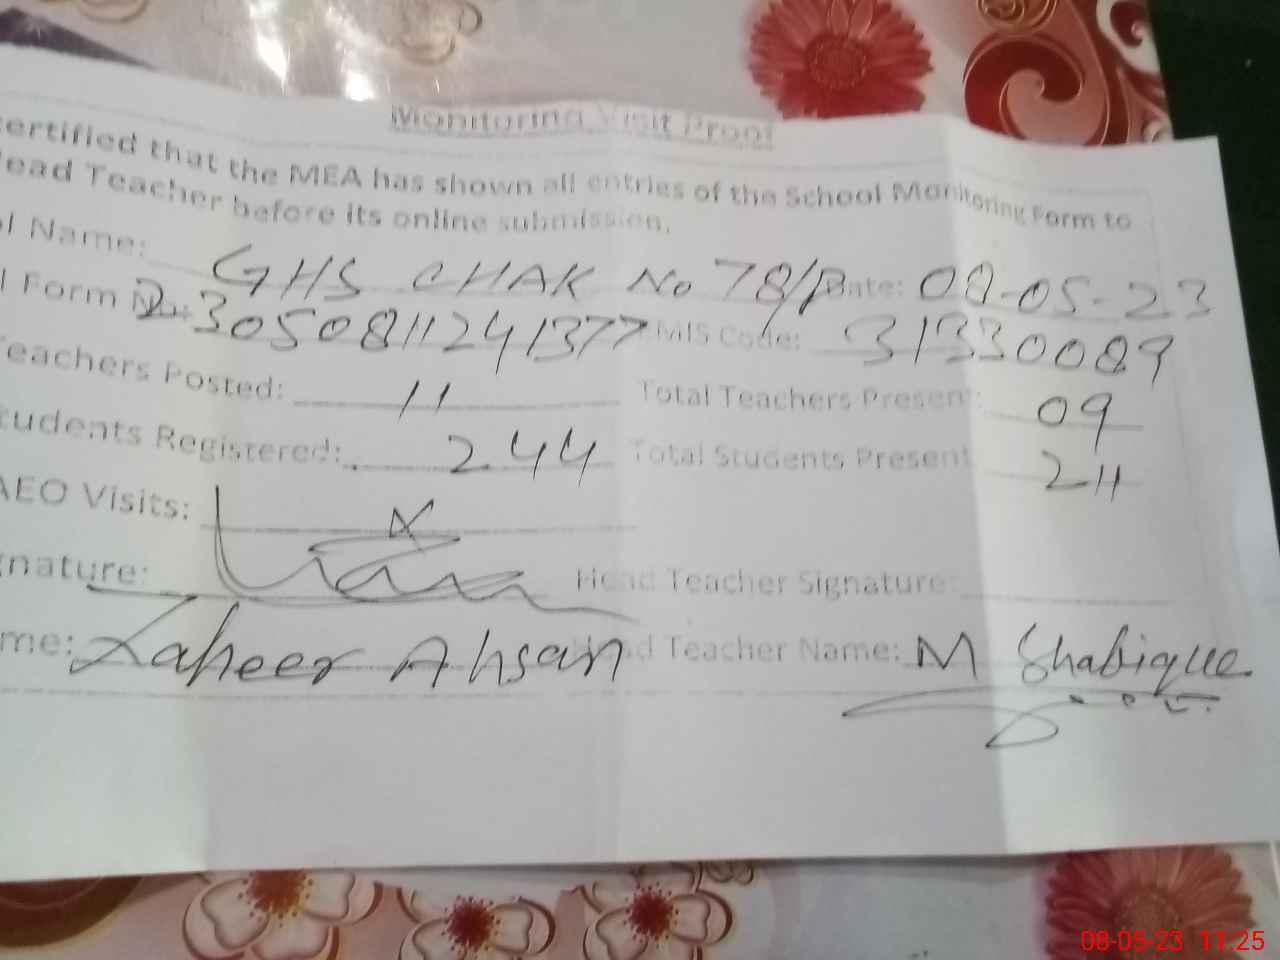 Monitoring Visit Proof
certified that the MEA has shown all entries of the School Monitoring Form to
ead Teacher before its online submission.
l Name: GHS CHAK No 78/P Date: 08-05-23
l Form No: 23050811241377 EMIS Code: 31330089
eachers Posted: 11 Total Teachers Present: 09
tudents Registered: 244 Total Students Present 211
AEO Visits: X
gnature: Head Teacher Signature:
me: Zaheer Ahsan Head Teacher Name: M Shabique
08-05-23 11:25